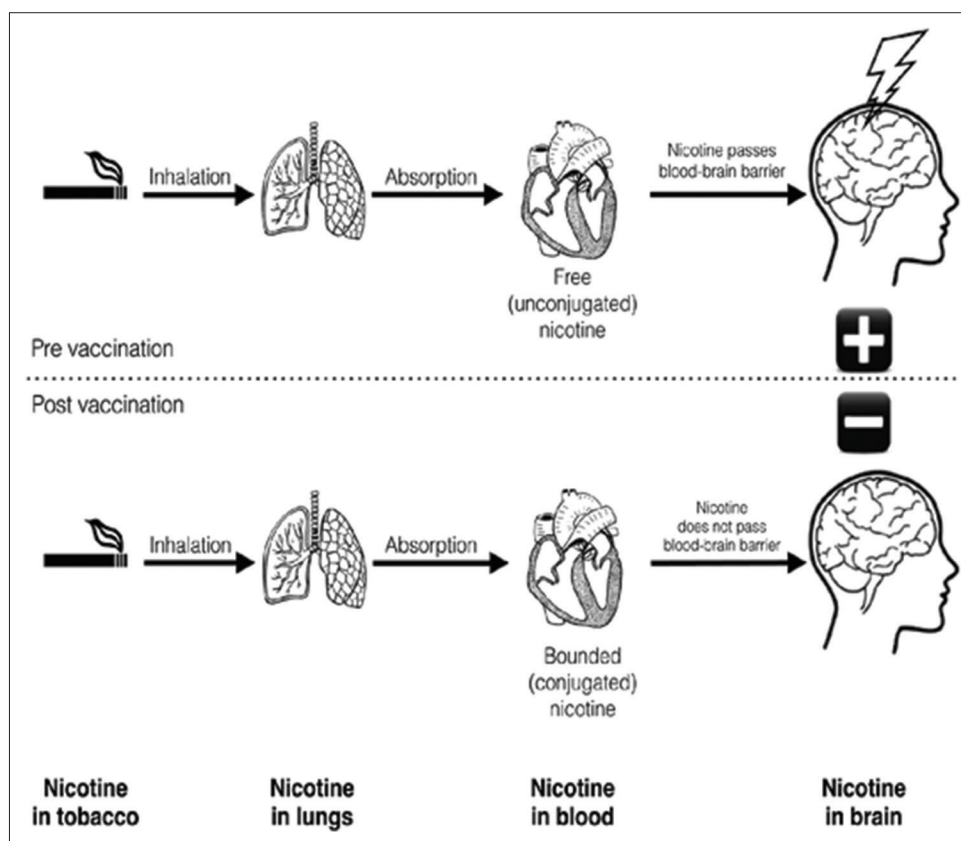 Inhalation
Absorption
Nicotine passes
blood-brain barrier
Free
(unconjugated)
nicotine
Pre vaccination
Post vaccination
Inhalation
Absorption
Nicotine
does not pass
blood-brain barrier
Bounded
(conjugated)
nicotine
Nicotine
in tobacco
Nicotine
in lungs
Nicotine
in blood
Nicotine
in brain